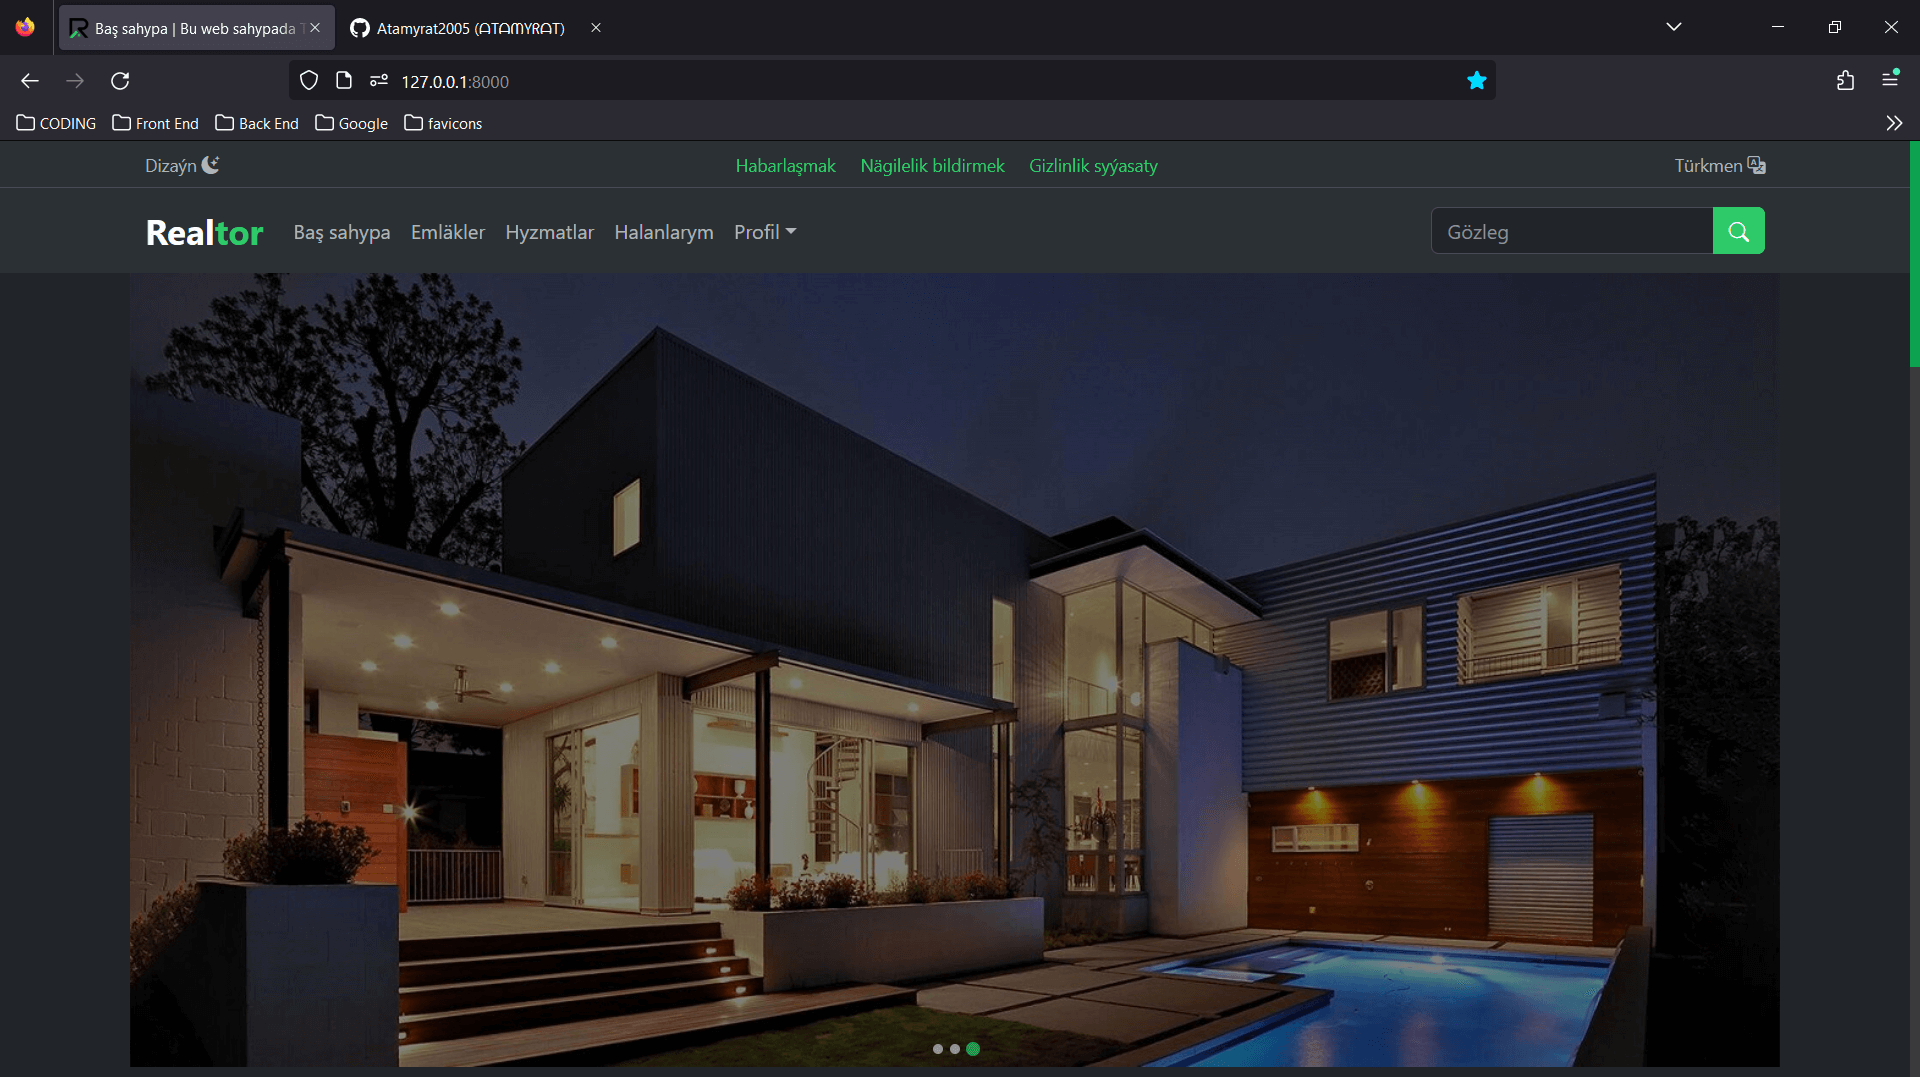 Baş sahypa | Bu web sahypada T
Atamyrat2005 (ᗩTᗩᗰYᖇᗩT)
127.0.0.1:8000
CODING
Front End
Back End
Google
favicons
Dizaýn
Habarlaşmak
Nägilelik bildirmek
Gizlinlik syýasaty
Türkmen
Realtor
Baş sahypa
Emläkler
Hyzmatlar
Halanlarym
Profil
Gözleg